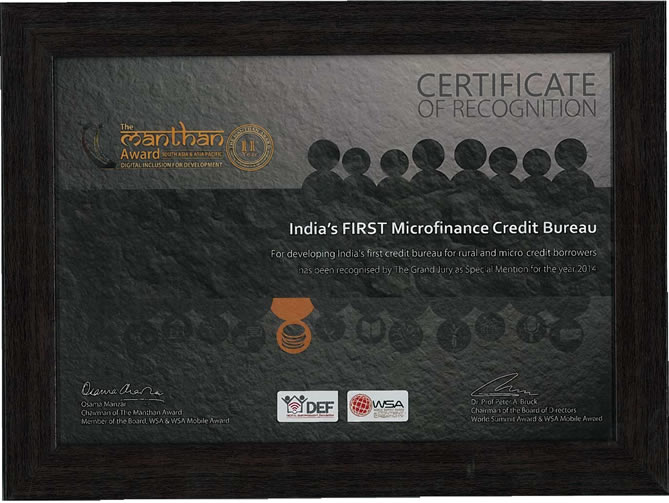 CERTIFICATE
OF RECOGNITION
The
manthan
Award SOUTH ASIA & ASIA PACIFIC
DIGITAL INCLUSION FOR DEVELOPMENT
11
Year
India's FIRST Microfinance Credit Bureau
For developing India's first credit bureau for rural and micro-credit borrowers
has been recognised by The Grand Jury as Special Mention for the year 2014
Osama Manzar
Chairman of The Manthan Award
Member of the Board, WSA & WSA Mobile Award
DEF
WSA
Dr. Prof Peter A. Bruck
Chairman of the Board of Directors
World Summit Award & WSA Mobile Award